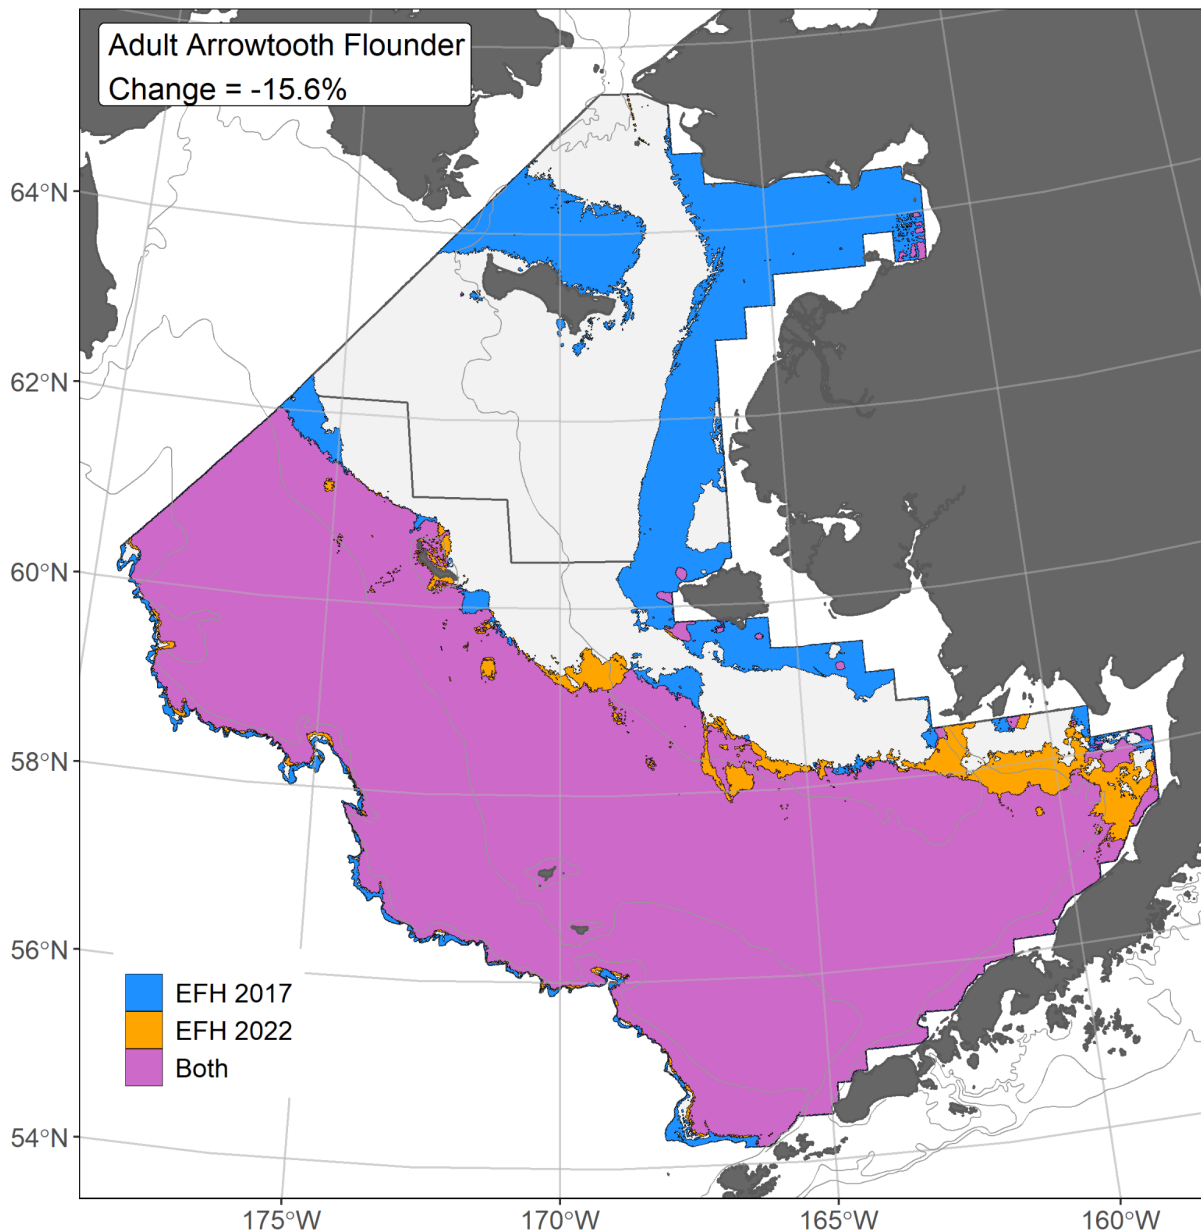 Adult Arrowtooth Flounder
Change = -15.6%
64°N
62°N
60°N
58°N
56°N
54°N
EFH 2017
EFH 2022
Both
175°W
170°W
165°W
160°W